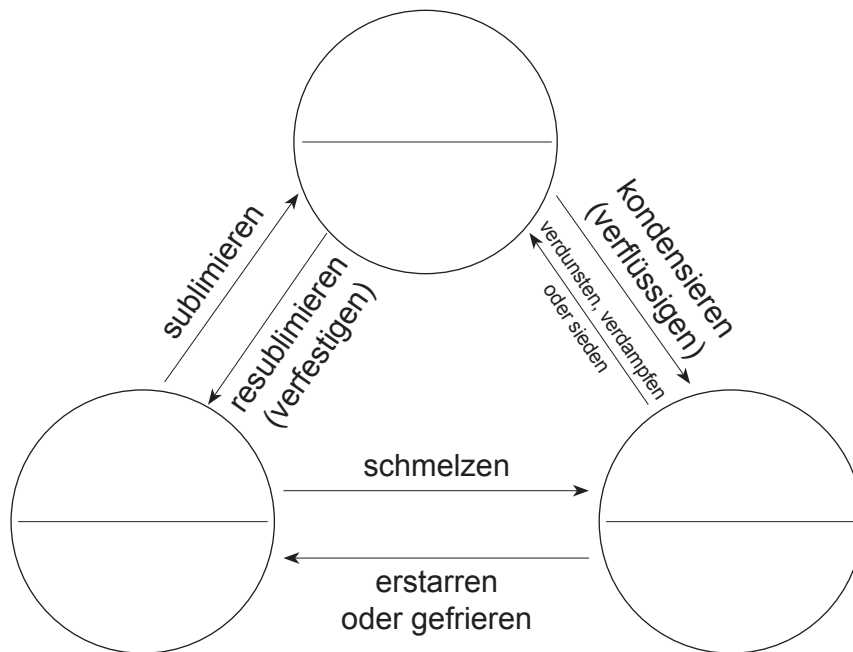 sublimieren
resublimieren
(verfestigen)
kondensieren
(verflüssigen)
verdunsten, verdampfen
oder sieden
schmelzen
erstarren
oder gefrieren